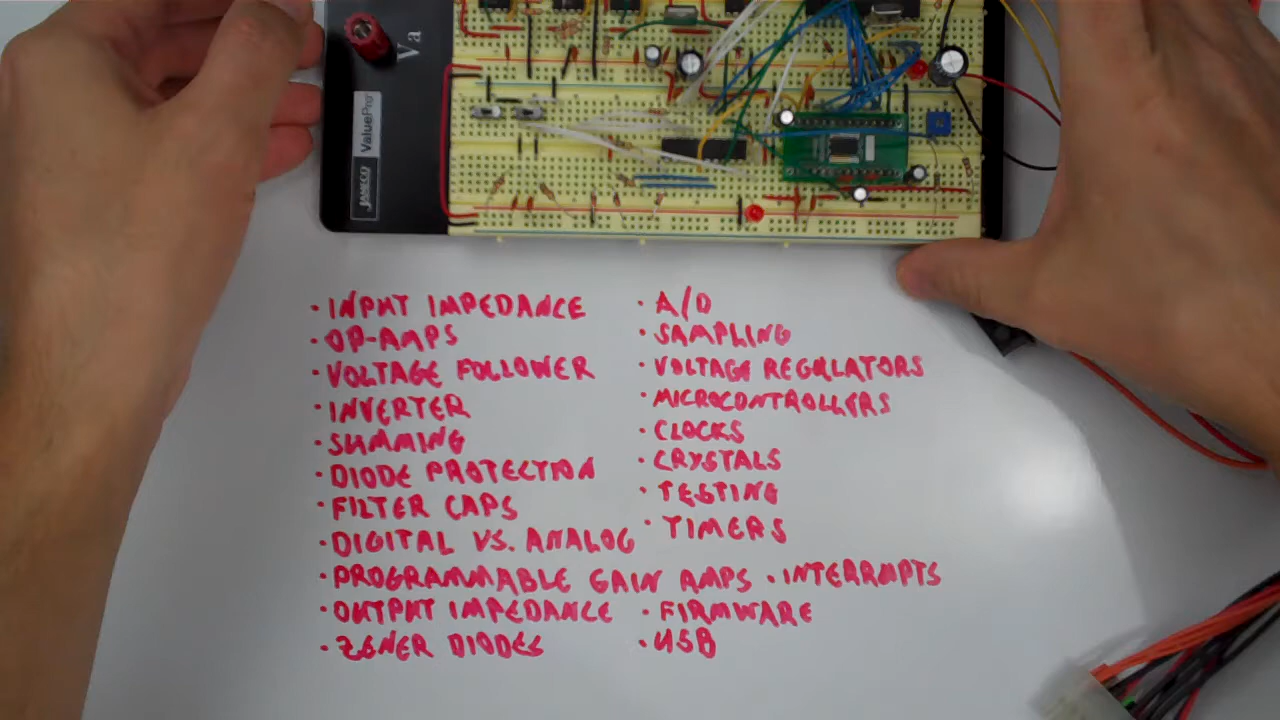 Va
JAMECO ValuePro
· INPUT IMPEDANCE
· OP-AMPS
· VOLTAGE FOLLOWER
· INVERTER
· SUMMING
· DIODE PROTECTION
· FILTER CAPS
· DIGITAL VS. ANALOG
· PROGRAMMABLE GAIN AMPS
· OUTPUT IMPEDANCE
· ZENER DIODES
· A/D
· SAMPLING
· VOLTAGE REGULATORS
· MICROCONTROLLERS
· CLOCKS
· CRYSTALS
· TESTING
· TIMERS
· INTERRUPTS
· FIRMWARE
· USB